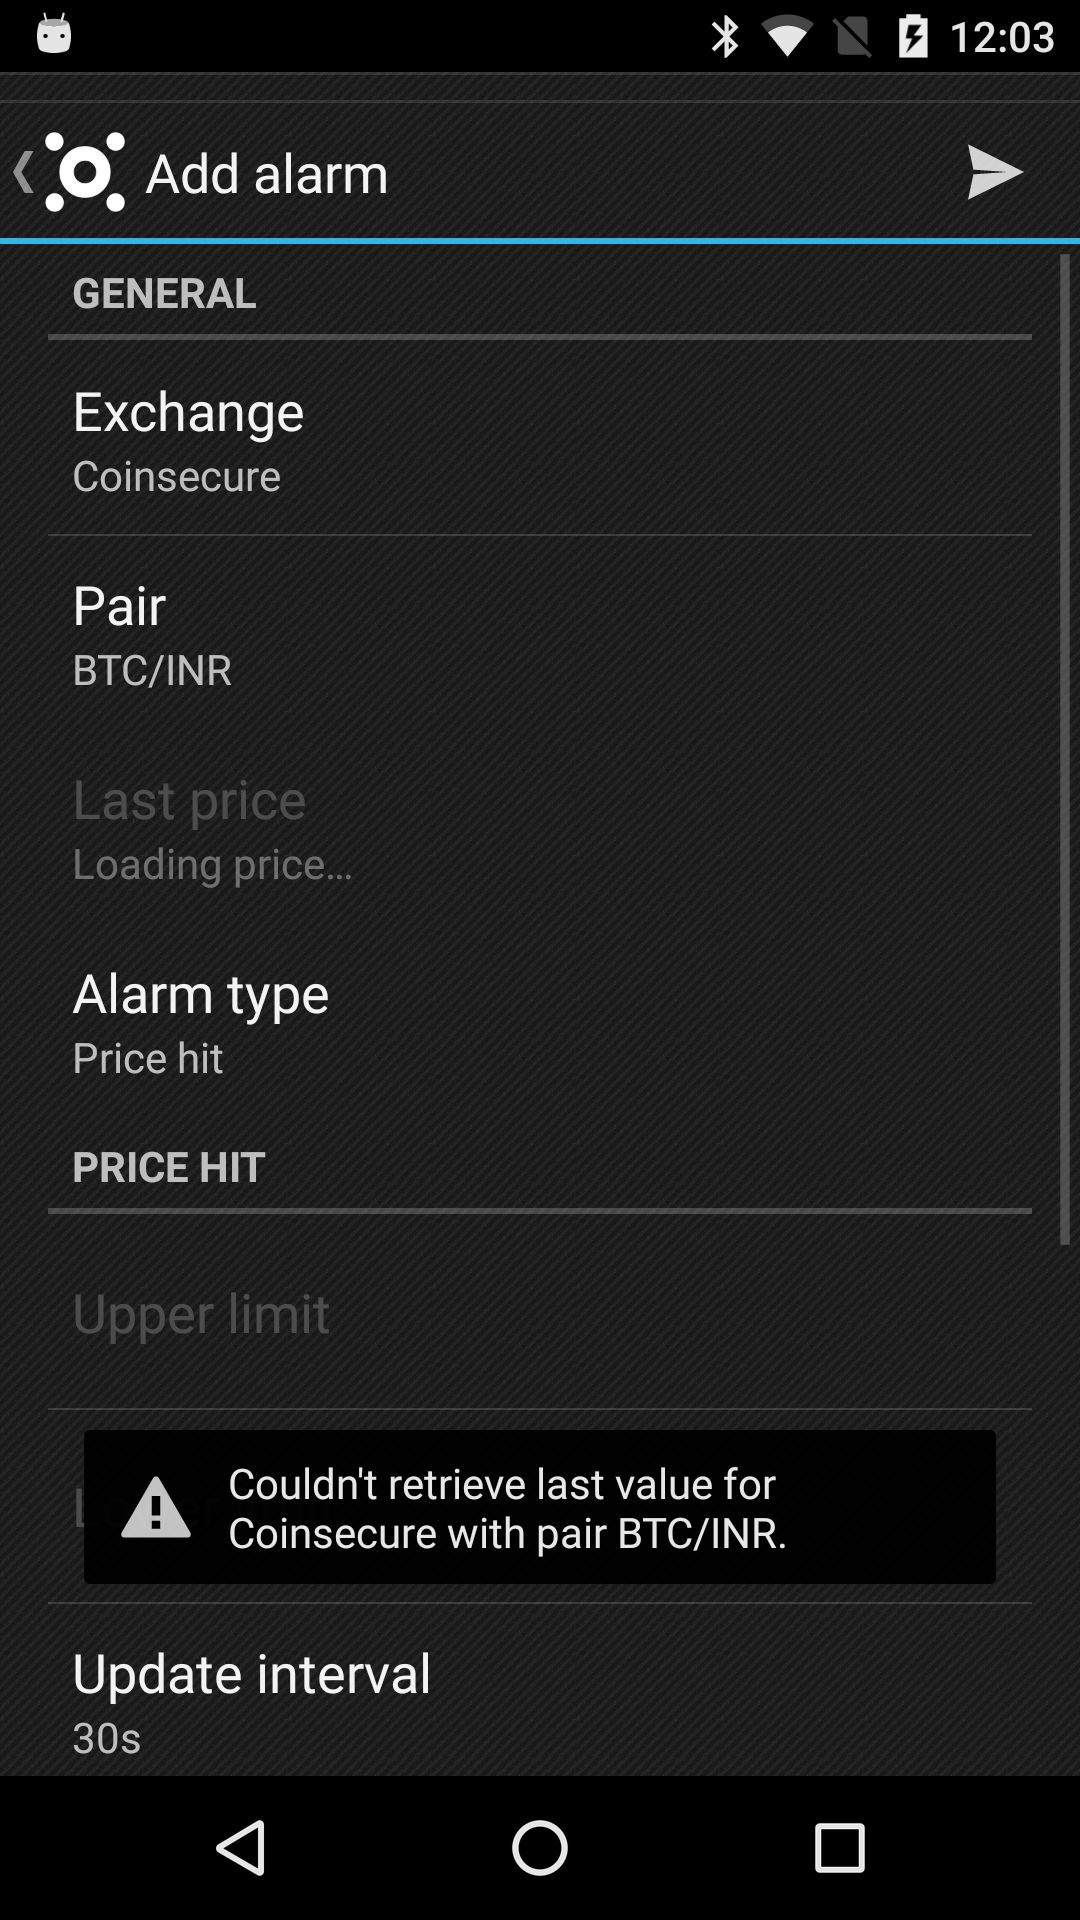 12:03
Add alarm
GENERAL
Exchange
Coinsecure
Pair
BTC/INR
Last price
Loading price...
Alarm type
Price hit
PRICE HIT
Upper limit
Couldn't retrieve last value for
Coinsecure with pair BTC/INR.
Update interval
30s